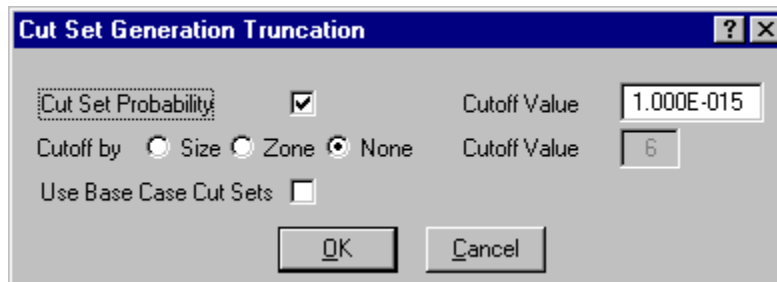 Cut Set Generation Truncation
Cut Set Probability Cutoff Value 1.000E-015
Cutoff by Size Zone None Cutoff Value 6
Use Base Case Cut Sets
OK Cancel